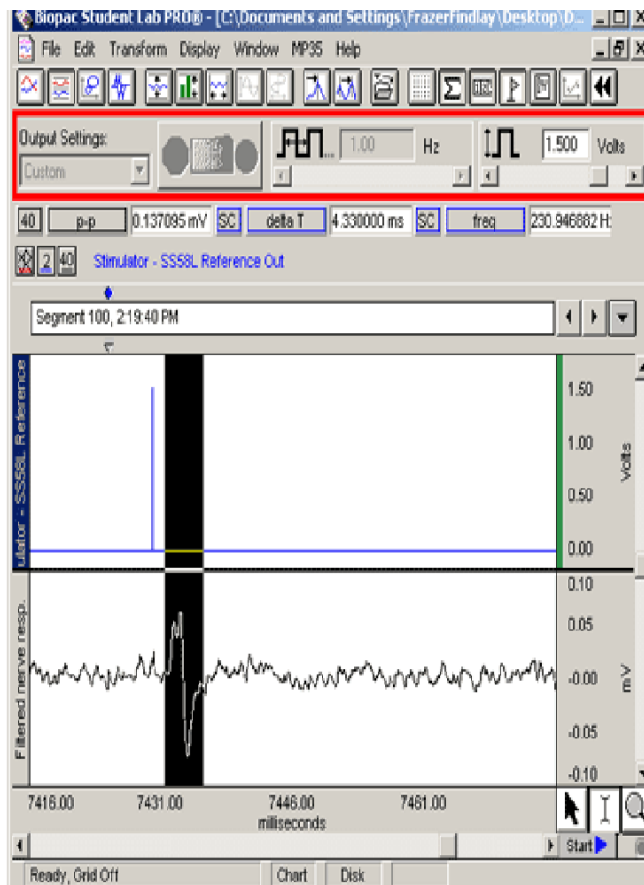 Biopac Student Lab PRO® - [C:\Documents and Settings\FrazerFindlay\Desktop\D...
File Edit Transform Display Window MP35 Help
Output Settings:
Custom
1.00 Hz
1.500 Volts
40 p-p 0.137095 mV SC delta T 4.330000 ms SC freq 230.946882 H:
2 40 Stimulator - SS58L Reference Out
Segment 100, 2:19:40 PM
ulator - SS58L Reference
1.50
1.00
0.50
0.00
Volts
Filtered nerve resp.
0.10
0.05
-0.00
-0.05
-0.10
mV
7416.00 7431.00 7446.00 7461.00
milliseconds
Start
Ready, Grid Off Chart Disk